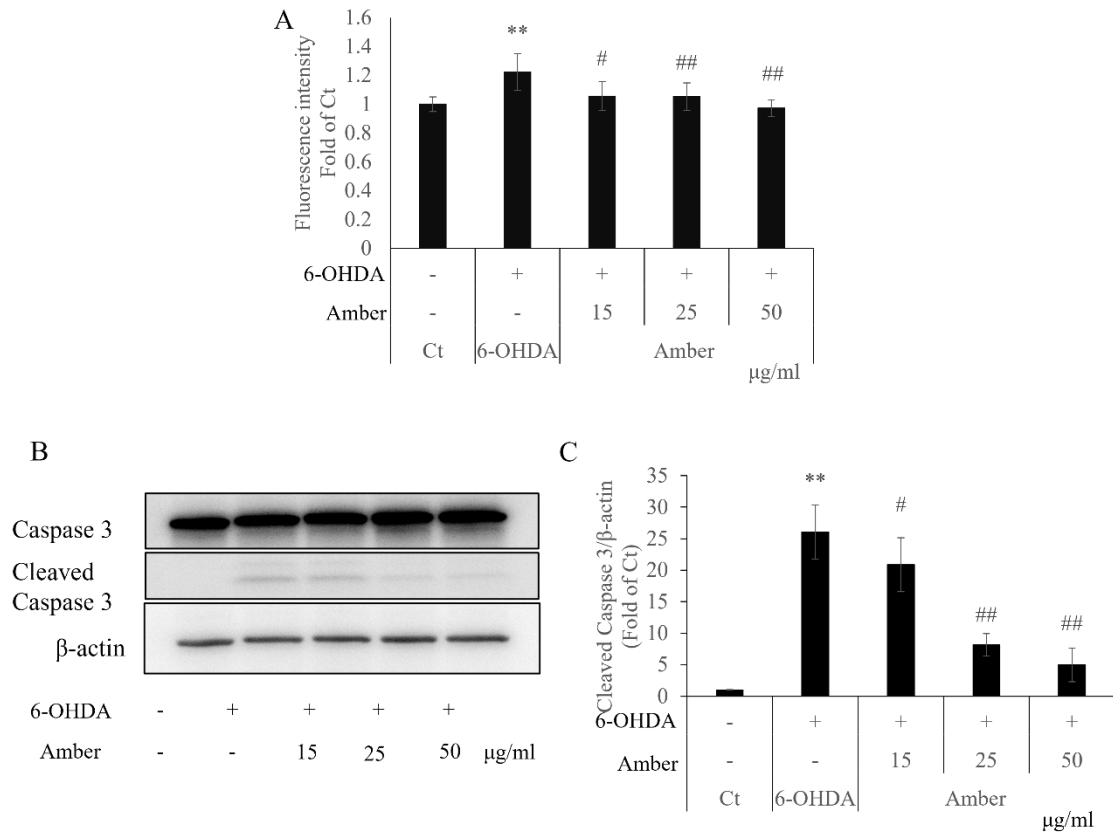 A
Fluorescence intensity
Fold of Ct
1.6
1.4
1.2
1
0.8
0.6
0.4
0.2
0
** # ## ##
6-OHDA - + + + +
Amber - - 15 25 50
Ct 6-OHDA Amber
μg/ml
B
Caspase 3
Cleaved
Caspase 3
β-actin
6-OHDA - + + + +
Amber - - 15 25 50 μg/ml
C
Cleaved Caspase 3/β-actin
(Fold of Ct)
35
30
25
20
15
10
5
0
** # ## ##
6-OHDA - + + + +
Amber - - 15 25 50
Ct 6-OHDA Amber
μg/ml